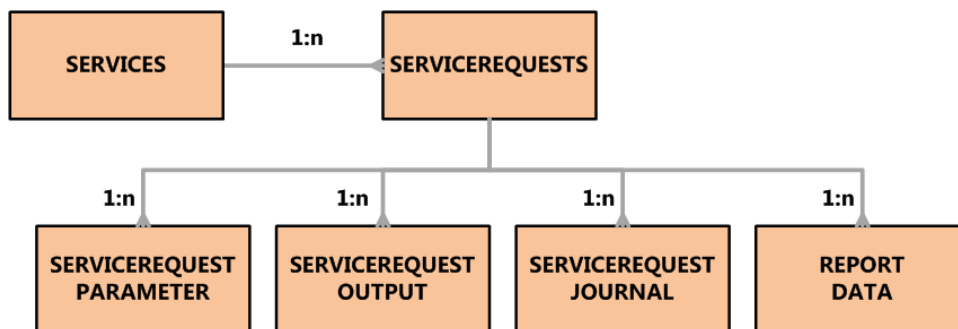 1:n
SERVICES
SERVICEREQUESTS
1:n
1:n
1:n
1:n
SERVICEREQUEST
PARAMETER
SERVICEREQUEST
OUTPUT
SERVICEREQUEST
JOURNAL
REPORT
DATA